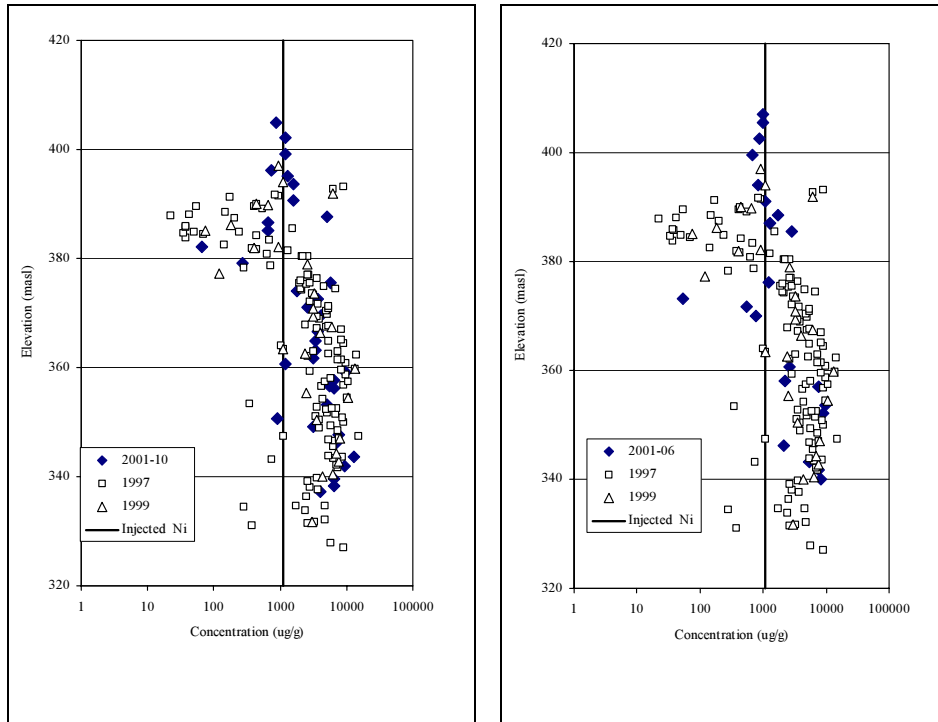 420
400
380
360
340
320
Elevation (masl)
2001-10
1997
1999
Injected Ni
1 10 100 1000 10000 100000
Concentration (ug/g)
420
400
380
360
340
320
Elevation (masl)
2001-06
1997
1999
Injected Ni
1 10 100 1000 10000 100000
Concentration (ug/g)